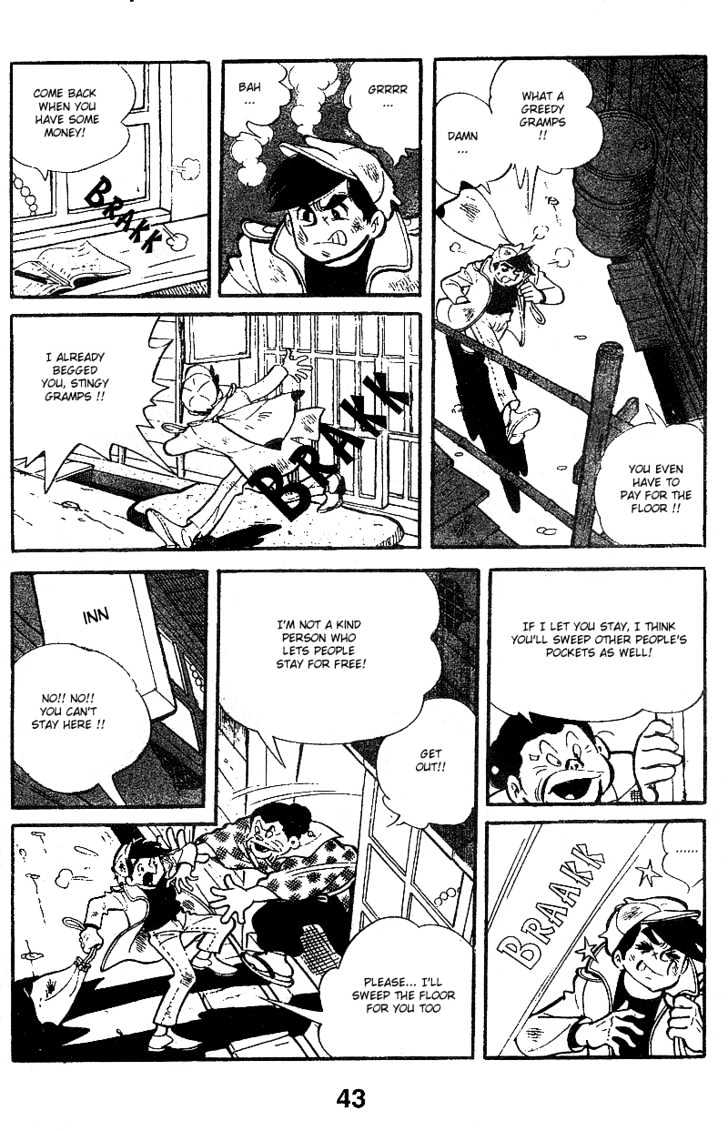 COME BACK
WHEN YOU
HAVE SOME
MONEY!
BRAKK
BAH
...
GRRRR
...
I ALREADY
BEGGED
YOU, STINGY
GRAMPS !!
BRAKK
WHAT A
GREEDY
GRAMPS
!!
DAMN
...
YOU EVEN
HAVE TO
PAY FOR THE
FLOOR !!
INN
NO!! NO!!
YOU CAN'T
STAY HERE !!
I'M NOT A KIND
PERSON WHO
LETS PEOPLE
STAY FOR FREE!
GET
OUT!!
PLEASE... I'LL
SWEEP THE FLOOR
FOR YOU TOO
IF I LET YOU STAY, I THINK
YOU'LL SWEEP OTHER PEOPLE'S
POCKETS AS WELL!
BRAAKK
.......
43